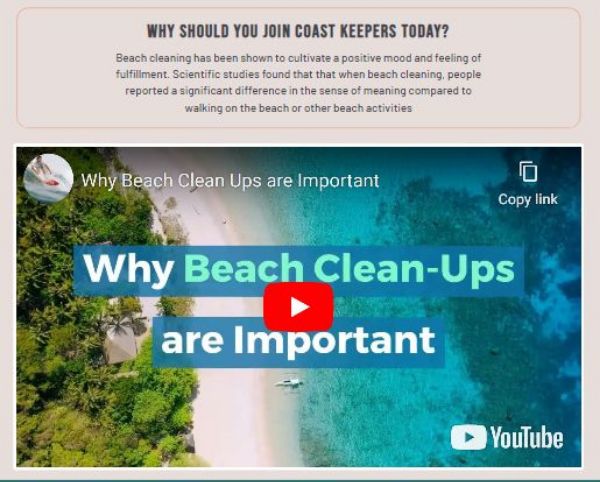 WHY SHOULD YOU JOIN COAST KEEPERS TODAY?
Beach cleaning has been shown to cultivate a positive mood and feeling of
fulfillment. Scientific studies found that that when beach cleaning, people
reported a significant difference in the sense of meaning compared to
walking on the beach or other beach activities
Why Beach Clean Ups are Important
Copy link
Why Beach Clean-Ups
are Important
YouTube